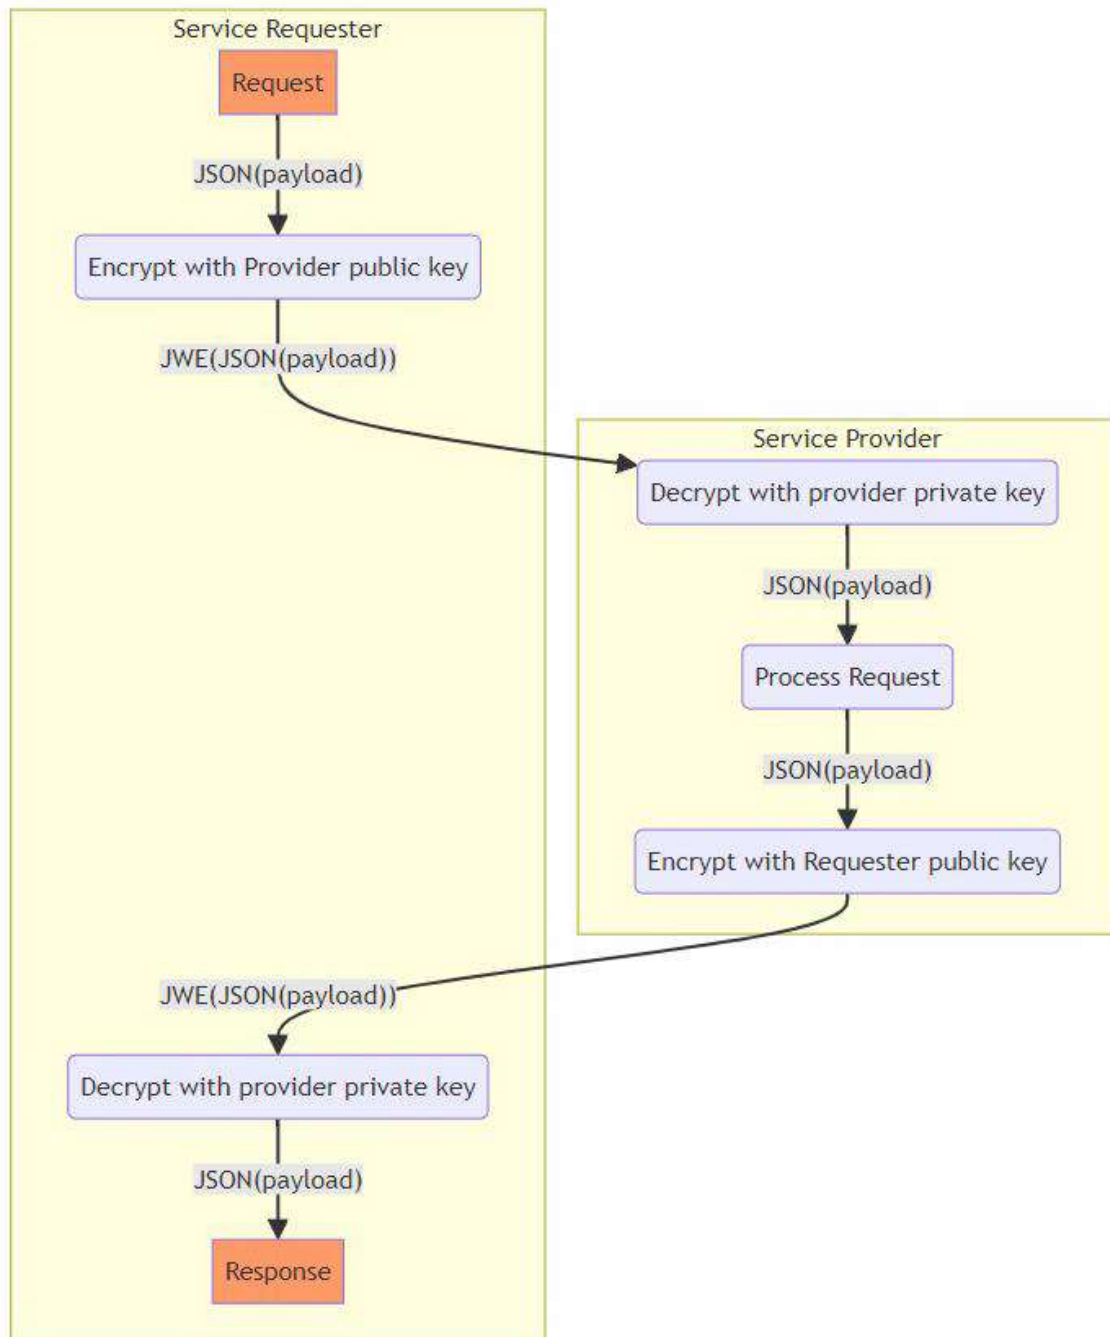 Service Requester
Request
JSON(payload)
Encrypt with Provider public key
JWE(JSON(payload))
Service Provider
Decrypt with provider private key
JSON(payload)
Process Request
JSON(payload)
Encrypt with Requester public key
JWE(JSON(payload))
Decrypt with provider private key
JSON(payload)
Response